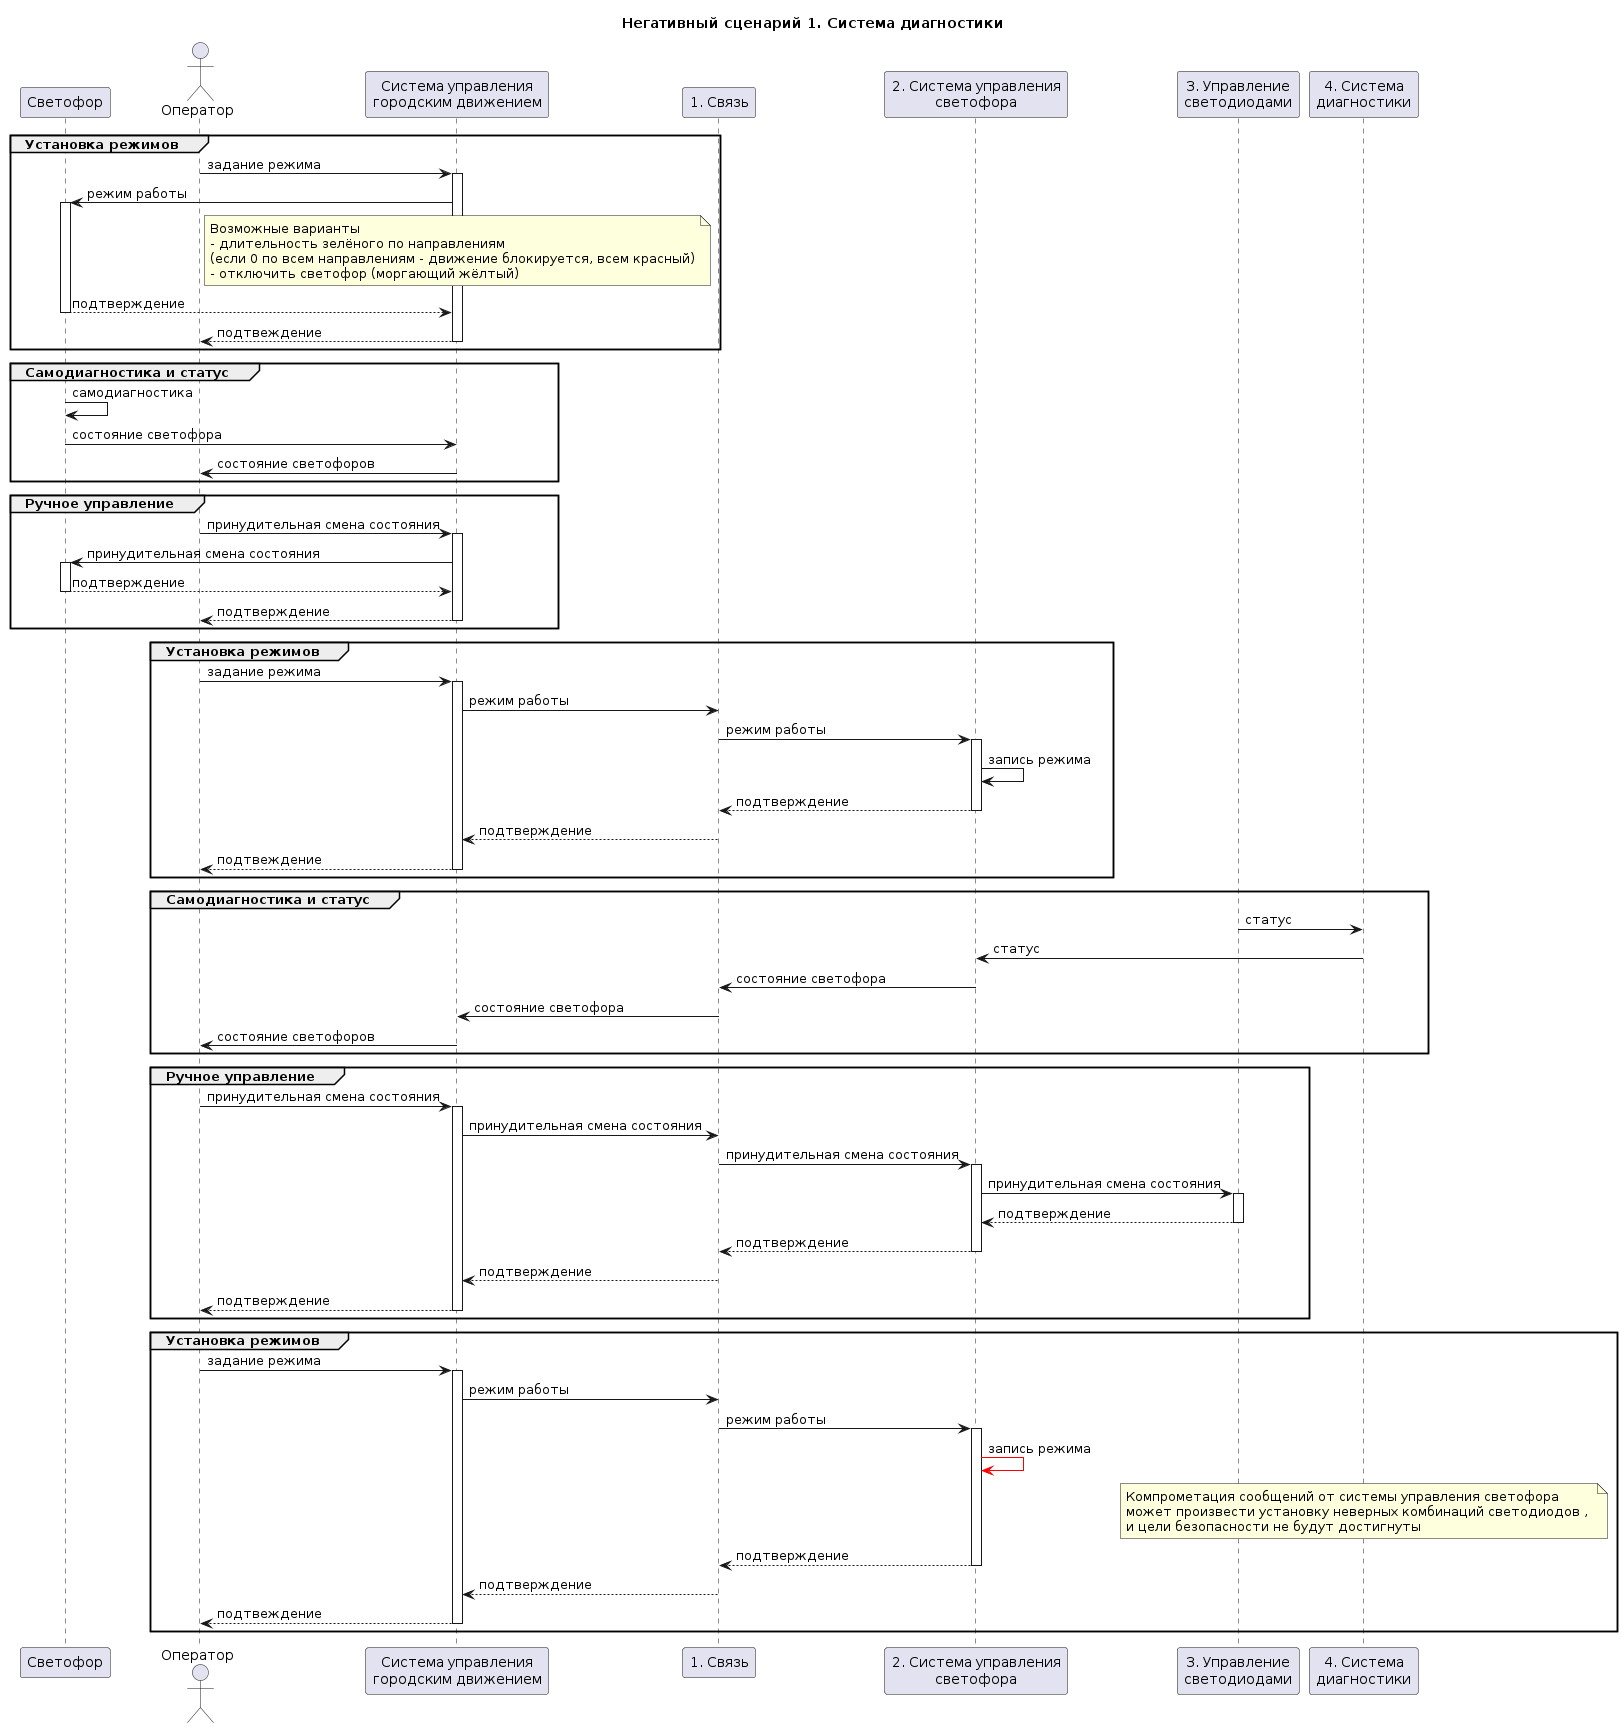 Негативный сценарий 1. Система диагностики
Светофор
Оператор
Система управления
городским движением
1. Связь
2. Система управления
светофора
3. Управление
светодиодами
4. Система
диагностики
Установка режимов
задание режима
режим работы
Возможные варианты
- длительность зелёного по направлениям
(если 0 по всем направлениям - движение блокируется, всем красный)
- отключить светофор (моргающий жёлтый)
подтверждение
подтвеждение
Самодиагностика и статус
самодиагностика
состояние светофора
состояние светофоров
Ручное управление
принудительная смена состояния
принудительная смена состояния
подтверждение
подтверждение
Установка режимов
задание режима
режим работы
режим работы
запись режима
подтверждение
подтверждение
подтвеждение
Самодиагностика и статус
статус
статус
состояние светофора
состояние светофора
состояние светофоров
Ручное управление
принудительная смена состояния
принудительная смена состояния
принудительная смена состояния
принудительная смена состояния
подтверждение
подтверждение
подтверждение
подтверждение
Установка режимов
задание режима
режим работы
режим работы
запись режима
Компрометация сообщений от системы управления светофора
может произвести установку неверных комбинаций светодиодов ,
и цели безопасности не будут достигнуты
подтверждение
подтверждение
подтвеждение
Светофор
Оператор
Система управления
городским движением
1. Связь
2. Система управления
светофора
3. Управление
светодиодами
4. Система
диагностики